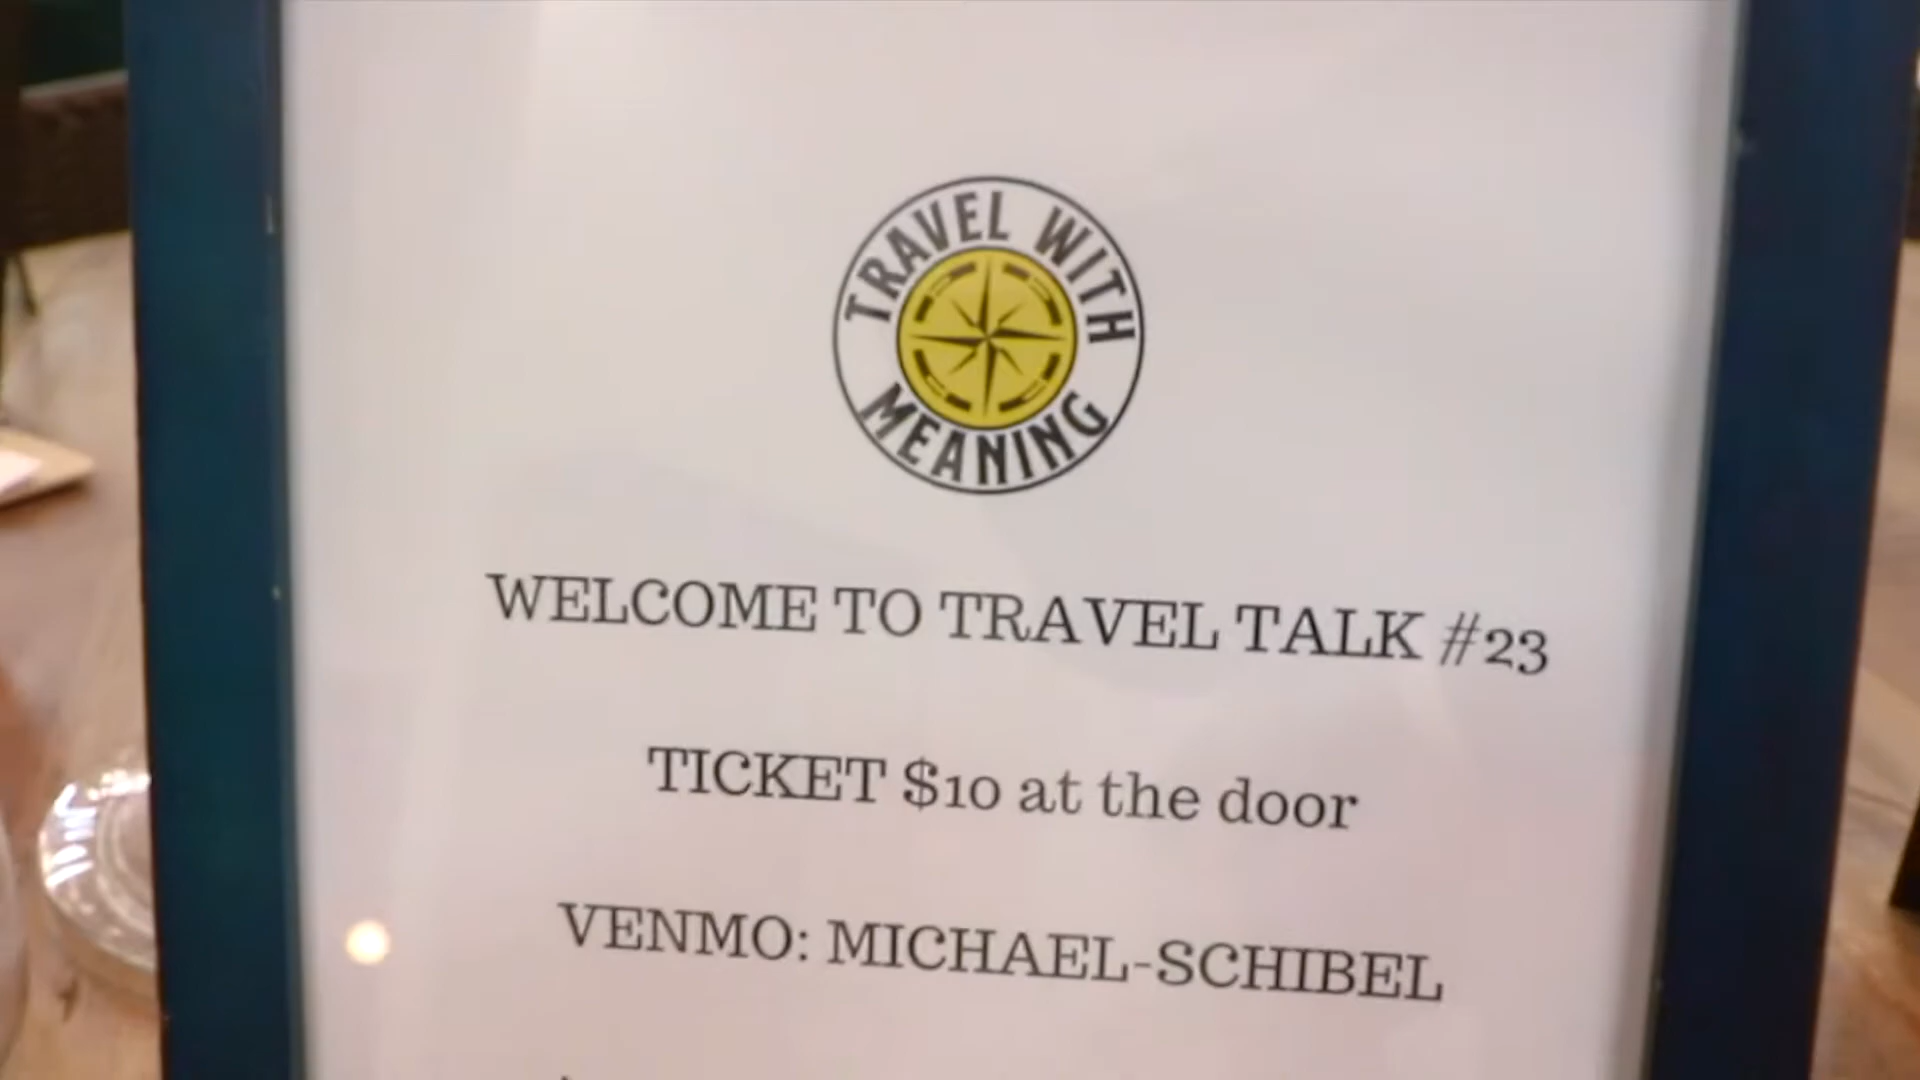 TRAVEL WITH
MEANING
WELCOME TO TRAVEL TALK #23
TICKET $10 at the door
VENMO: MICHAEL-SCHIBEL